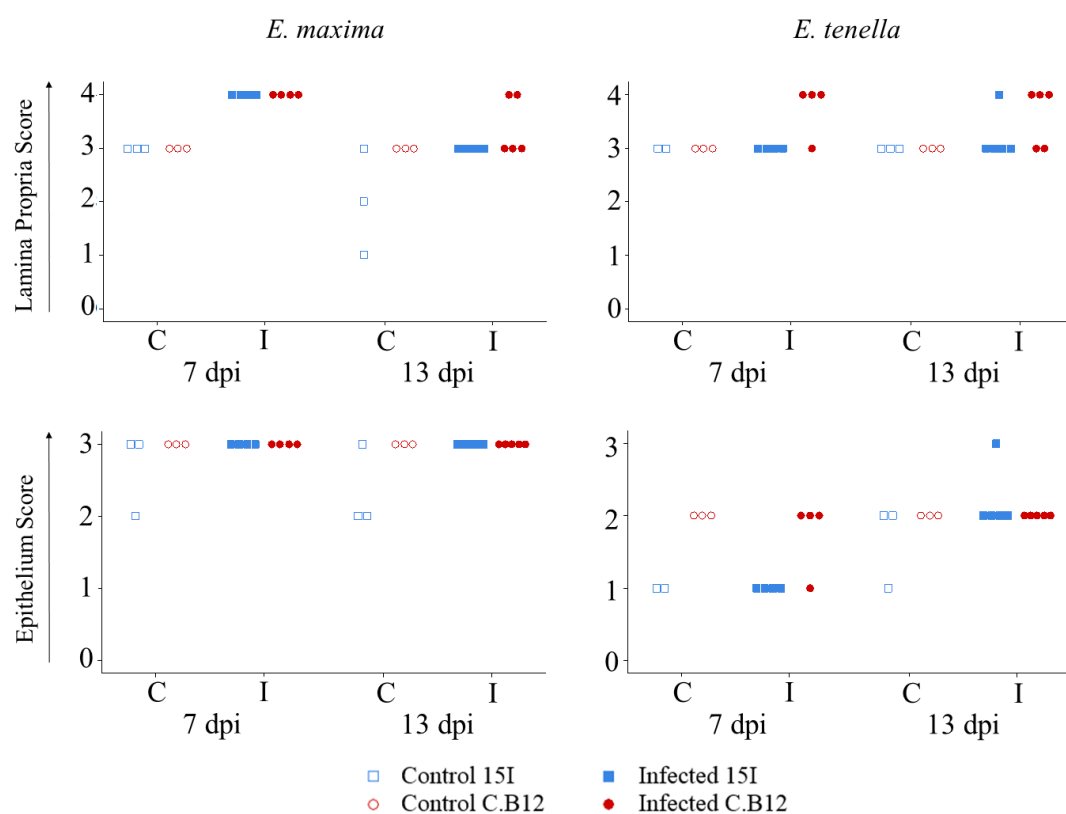 E. maxima E. tenella
Lamina Propria Score
4
3
2
1
0
C I C I
7 dpi 13 dpi
4
3
2
1
0
C I C I
7 dpi 13 dpi
Epithelium Score
3
2
1
0
C I C I
7 dpi 13 dpi
3
2
1
0
C I C I
7 dpi 13 dpi
Control 15I Infected 15I
Control C.B12 Infected C.B12